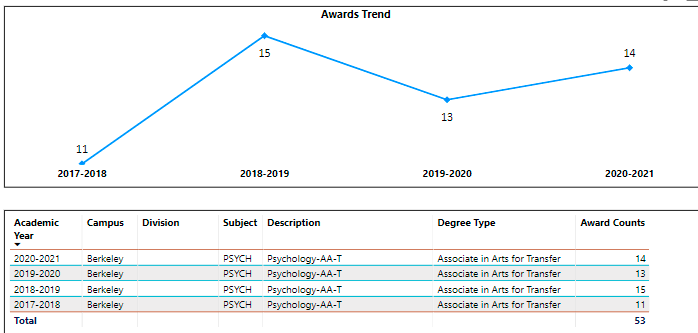 Awards Trend
15
14
13
11
2017-2018 2018-2019 2019-2020 2020-2021
Academic Year Campus Division Subject Description Degree Type Award Counts
2020-2021 Berkeley PSYCH Psychology-AA-T Associate in Arts for Transfer 14
2019-2020 Berkeley PSYCH Psychology-AA-T Associate in Arts for Transfer 13
2018-2019 Berkeley PSYCH Psychology-AA-T Associate in Arts for Transfer 15
2017-2018 Berkeley PSYCH Psychology-AA-T Associate in Arts for Transfer 11
Total 53